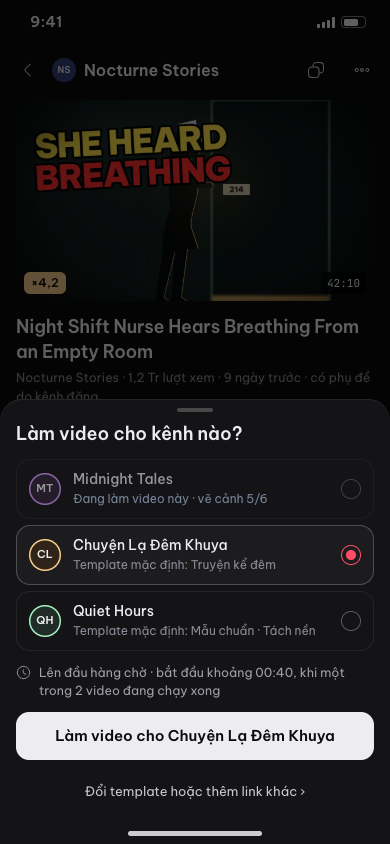 9:41
NS Nocturne Stories
SHE HEARD
BREATHING
214
×4,2
42:10
Night Shift Nurse Hears Breathing From
an Empty Room
Nocturne Stories · 1,2 Tr lượt xem · 9 ngày trước · có phụ đề
do kênh đăng
Làm video cho kênh nào?
MT
Midnight Tales
Đang làm video này · vẽ cảnh 5/6
CL
Chuyện Lạ Đêm Khuya
Template mặc định: Truyện kể đêm
QH
Quiet Hours
Template mặc định: Mẫu chuẩn · Tách nền
Lên đầu hàng chờ · bắt đầu khoảng 00:40, khi một
trong 2 video đang chạy xong
Làm video cho Chuyện Lạ Đêm Khuya
Đổi template hoặc thêm link khác ›